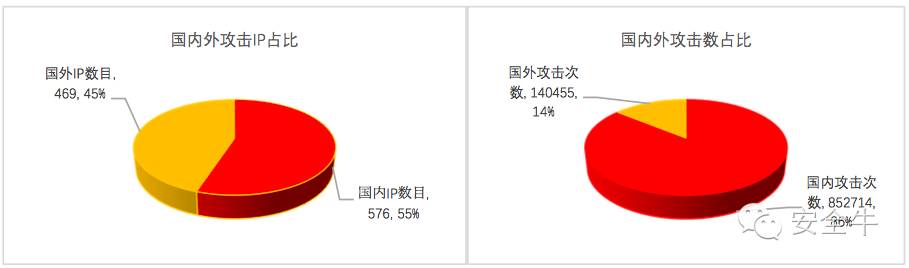 国内外攻击IP占比
国外IP数目,
469, 45%
国内IP数目,
576, 55%
国内外攻击数占比
国外攻击次
数, 140455,
14%
国内攻击次
数, 852714,
安全牛